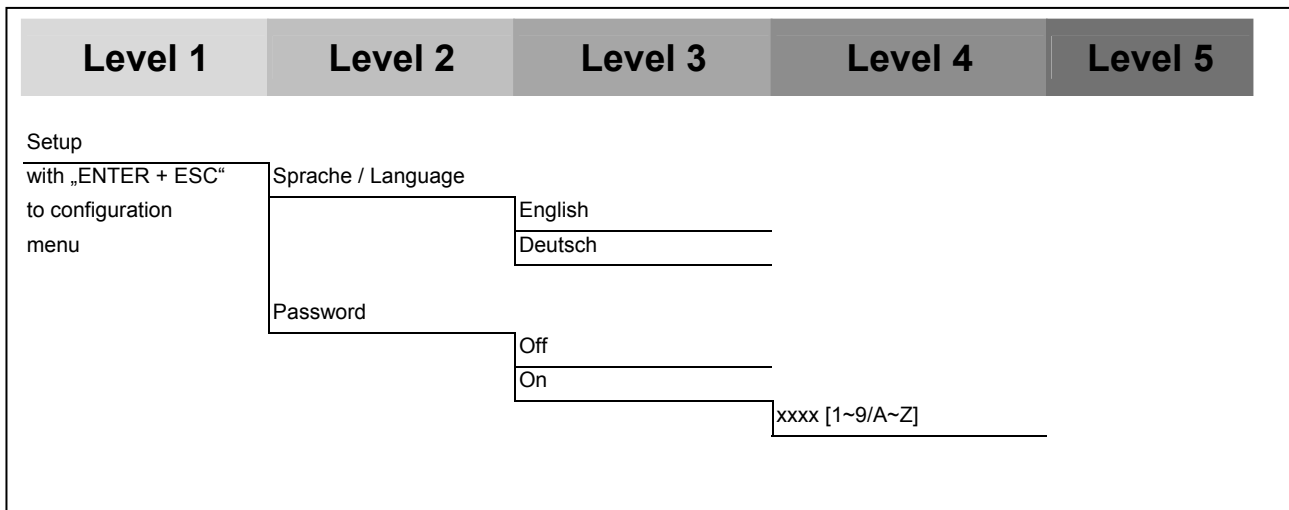 Level 1 Level 2 Level 3 Level 4 Level 5
Setup
with „ENTER + ESC“ Sprache / Language
to configuration English
menu Deutsch
Password
Off
On
xxxx [1~9/A~Z]